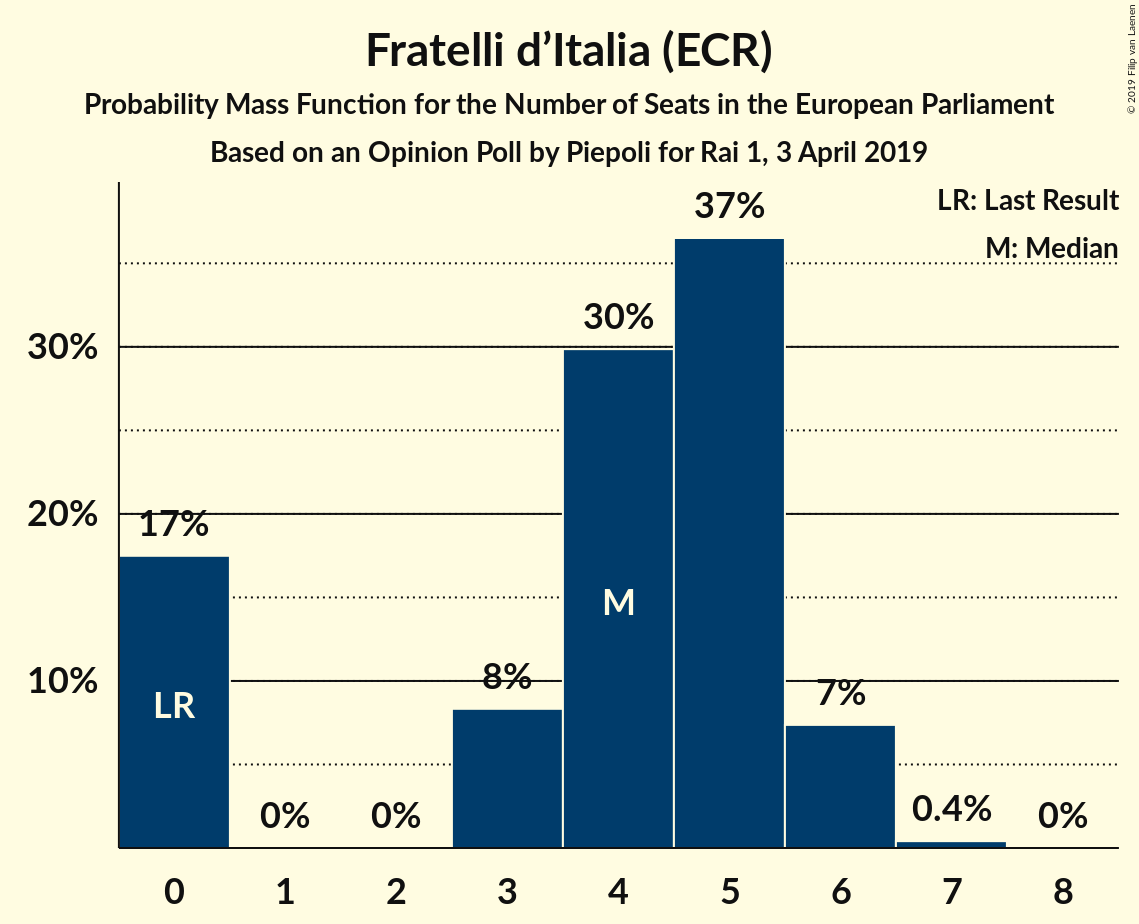 Fratelli d’Italia (ECR)
Probability Mass Function for the Number of Seats in the European Parliament
Based on an Opinion Poll by Piepoli for Rai 1, 3 April 2019
© 2019 Filip van Laenen
LR: Last Result
M: Median
37%
30%
30%
20%
17%
M
10%
8%
7%
LR
0%
0%
0.4%
0%
0 1 2 3 4 5 6 7 8